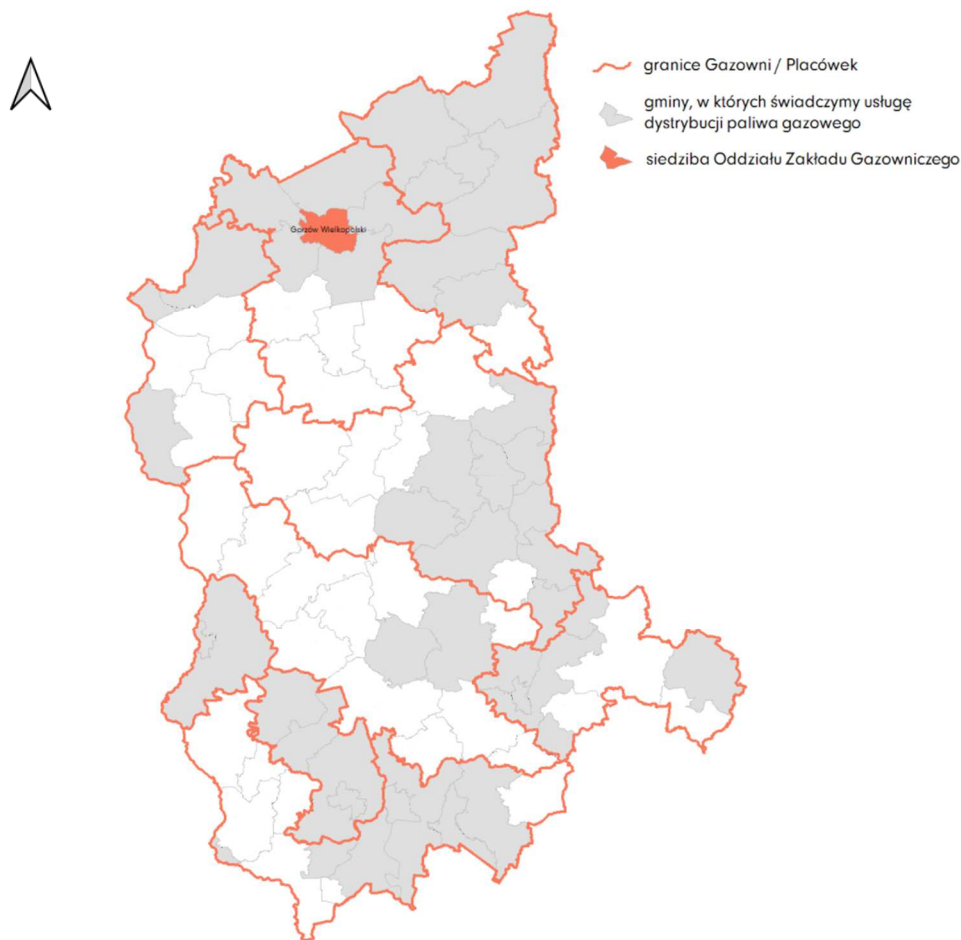 granice Gazowni / Placówek
gminy, w których świadczymy usługę
dystrybucji paliwa gazowego
siedziba Oddziału Zakładu Gazowniczego
Gorzów Wielkopolski